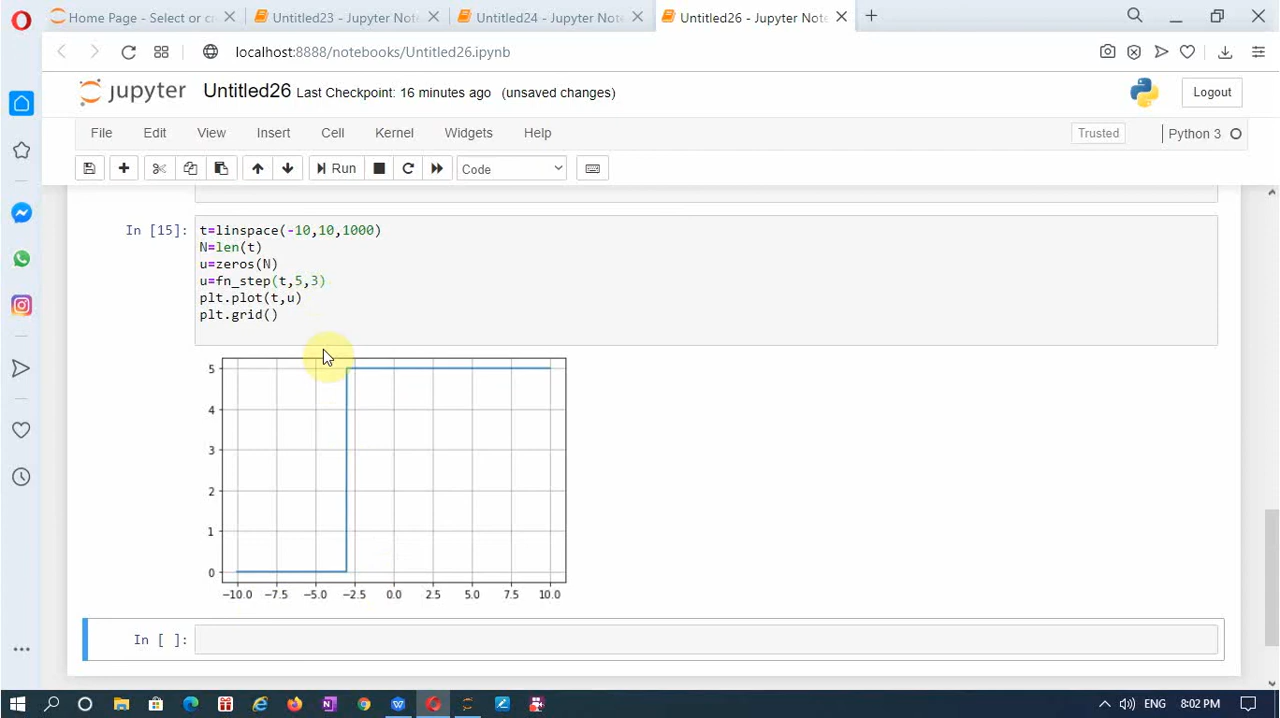 Home Page - Select or cr
Untitled23 - Jupyter Not
Untitled24 - Jupyter Not
Untitled26 - Jupyter Note
localhost:8888/notebooks/Untitled26.ipynb
jupyter
Untitled26 Last Checkpoint: 16 minutes ago (unsaved changes)
Logout
File Edit View Insert Cell Kernel Widgets Help
Trusted
Python 3
Run
Code
In [15]:
t=linspace(-10,10,1000)
N=len(t)
u=zeros(N)
u=fn_step(t,5,3)
plt.plot(t,u)
plt.grid()
5
4
3
2
1
0
−10.0 −7.5 −5.0 −2.5 0.0 2.5 5.0 7.5 10.0
In [ ]:
ENG 8:02 PM